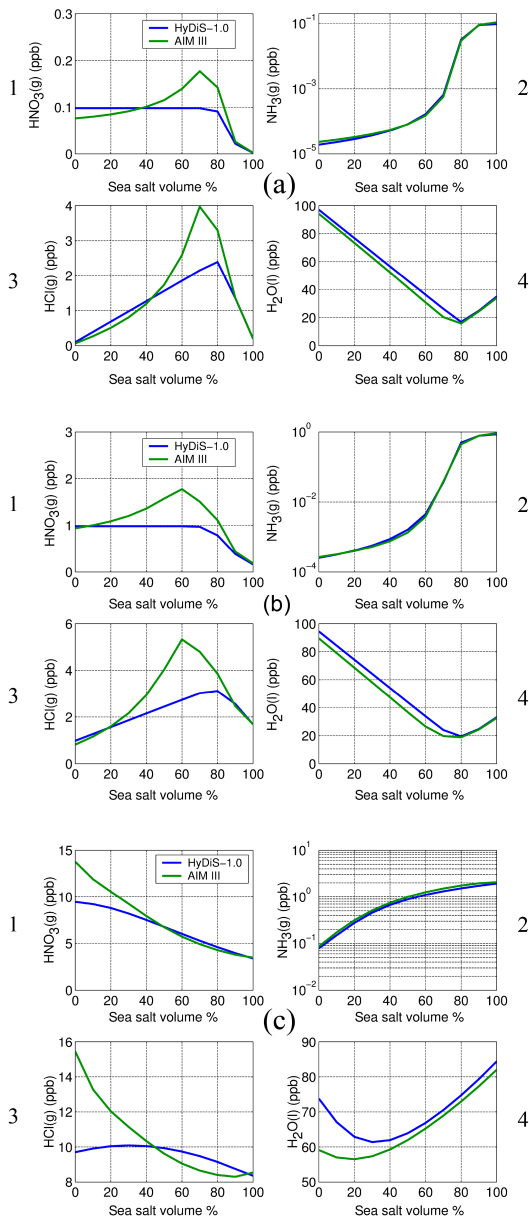 0.3
0.2
0.1
0
HNO3(g) (ppb)
HyDiS−1.0
AIM III
0 20 40 60 80 100
Sea salt volume %
1
10−1
10−3
10−5
NH3(g) (ppb)
0 20 40 60 80 100
Sea salt volume %
2
(a)
4
3
2
1
0
HCl(g) (ppb)
0 20 40 60 80 100
Sea salt volume %
3
100
80
60
40
20
0
H2O(l) (ppb)
0 20 40 60 80 100
Sea salt volume %
4
3
2
1
0
HNO3(g) (ppb)
HyDiS−1.0
AIM III
0 20 40 60 80 100
Sea salt volume %
1
100
10−2
10−4
NH3(g) (ppb)
0 20 40 60 80 100
Sea salt volume %
2
(b)
6
4
2
0
HCl(g) (ppb)
0 20 40 60 80 100
Sea salt volume %
3
100
80
60
40
20
0
H2O(l) (ppb)
0 20 40 60 80 100
Sea salt volume %
4
15
10
5
0
HNO3(g) (ppb)
HyDiS−1.0
AIM III
0 20 40 60 80 100
Sea salt volume %
1
101
100
10−1
10−2
NH3(g) (ppb)
0 20 40 60 80 100
Sea salt volume %
2
(c)
16
14
12
10
8
HCl(g) (ppb)
0 20 40 60 80 100
Sea salt volume %
3
90
80
70
60
50
H2O(l) (ppb)
0 20 40 60 80 100
Sea salt volume %
4